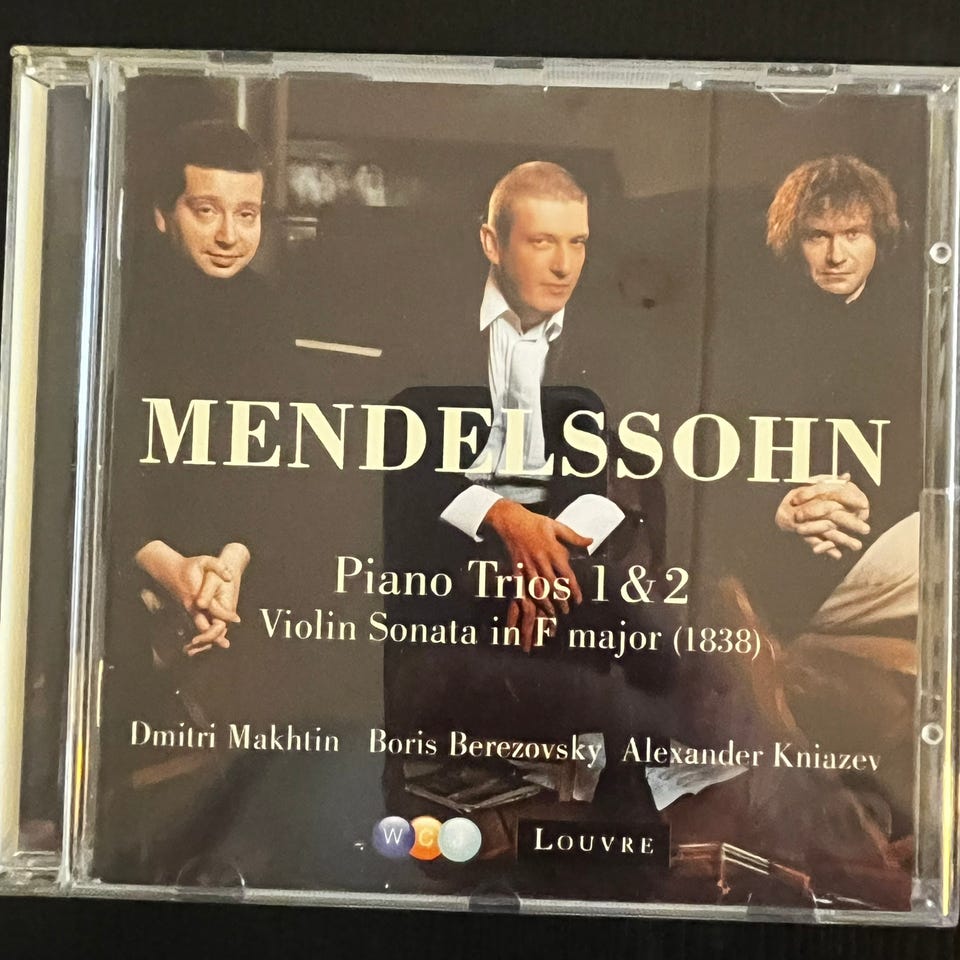 MENDELSSOHN
Piano Trios 1 & 2
Violin Sonata in F major (1838)
Dmitri Makhtin Boris Berezovsky Alexander Kniazev
WCJ LOUVRE